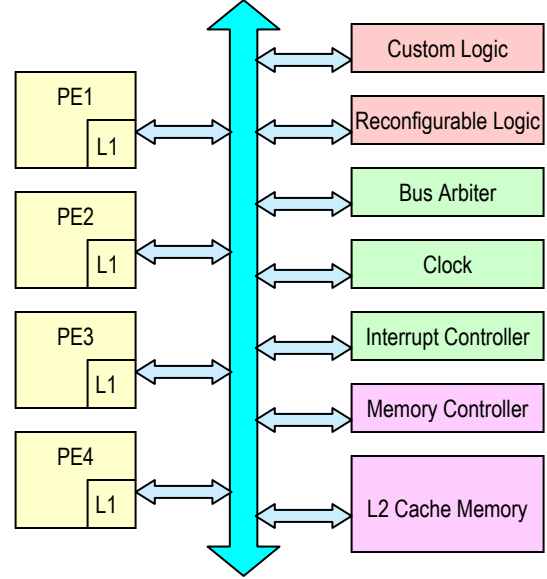 PE1
L1
PE2
L1
PE3
L1
PE4
L1
Custom Logic
Reconfigurable Logic
Bus Arbiter
Clock
Interrupt Controller
Memory Controller
L2 Cache Memory